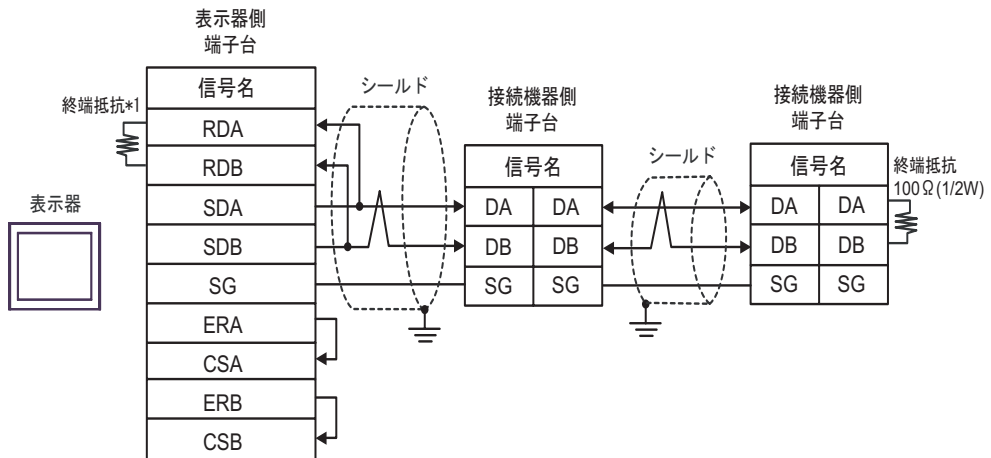 表示器側
端子台
信号名
終端抵抗*1
RDA
RDB
SDA
SDB
SG
ERA
CSA
ERB
CSB
表示器
シールド
接続機器側
端子台
信号名
DA DA
DB DB
SG SG
シールド
接続機器側
端子台
信号名
DA DA
DB DB
SG SG
終端抵抗
100Ω(1/2W)